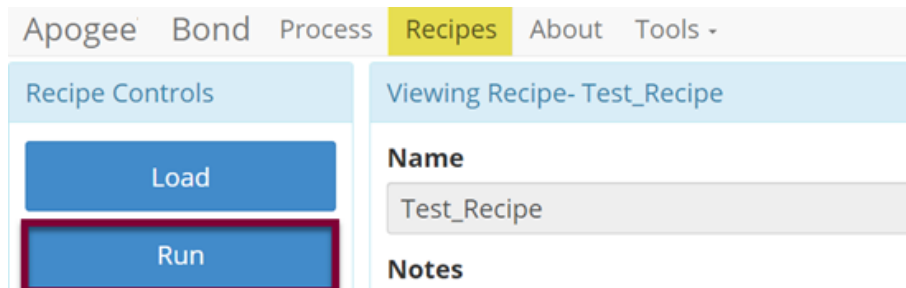 Apogee' Bond Process Recipes About Tools
Recipe Controls
Load
Run
Viewing Recipe- Test_Recipe
Name
Test_Recipe
Notes